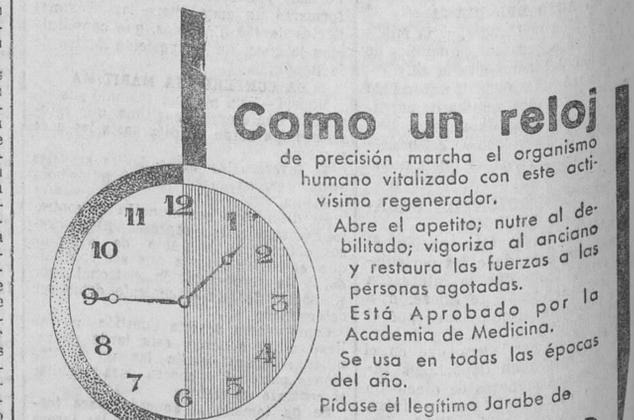 Como un reloj
de precisión marcha el organismo
humano vitalizado con este acti-
vísimo regenerador.
Abre el apetito; nutre al de-
bilitado; vigoriza al anciano
y restaura las fuerzas a las
personas agotadas.
Está Aprobado por la
Academia de Medicina.
Se usa en todas las épocas
del año.
Pídase el legítimo Jarabe de
12
11
1
10
2
9
3
8
4
7
5
6